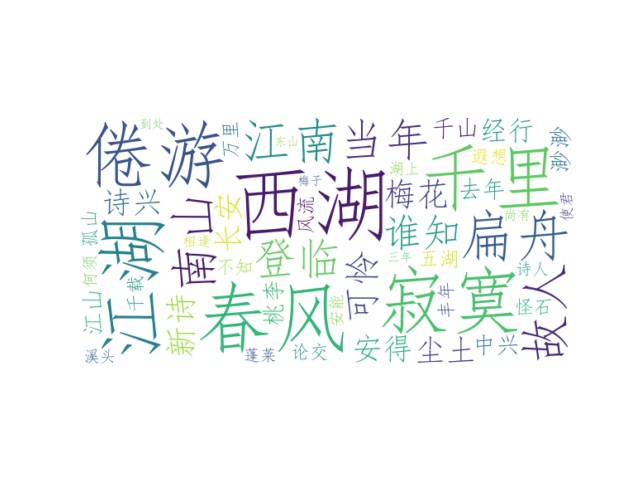 到处
倦游
万里
江南
东山
当年
千山
经行
渺渺
诗兴
南山
长安
西湖
梅子
风流
湖上
梅花
千里
遐想
去年
尚有
使君
孤山
何须
江山
江湖
千载
相逢
不知
登临
可怜
谁知
五湖
三年
扁舟
诗人
新诗
春风
桃李
安能
寂寞
丰年
怪石
故人
溪头
蓬莱
论交
安得
尘土
中兴